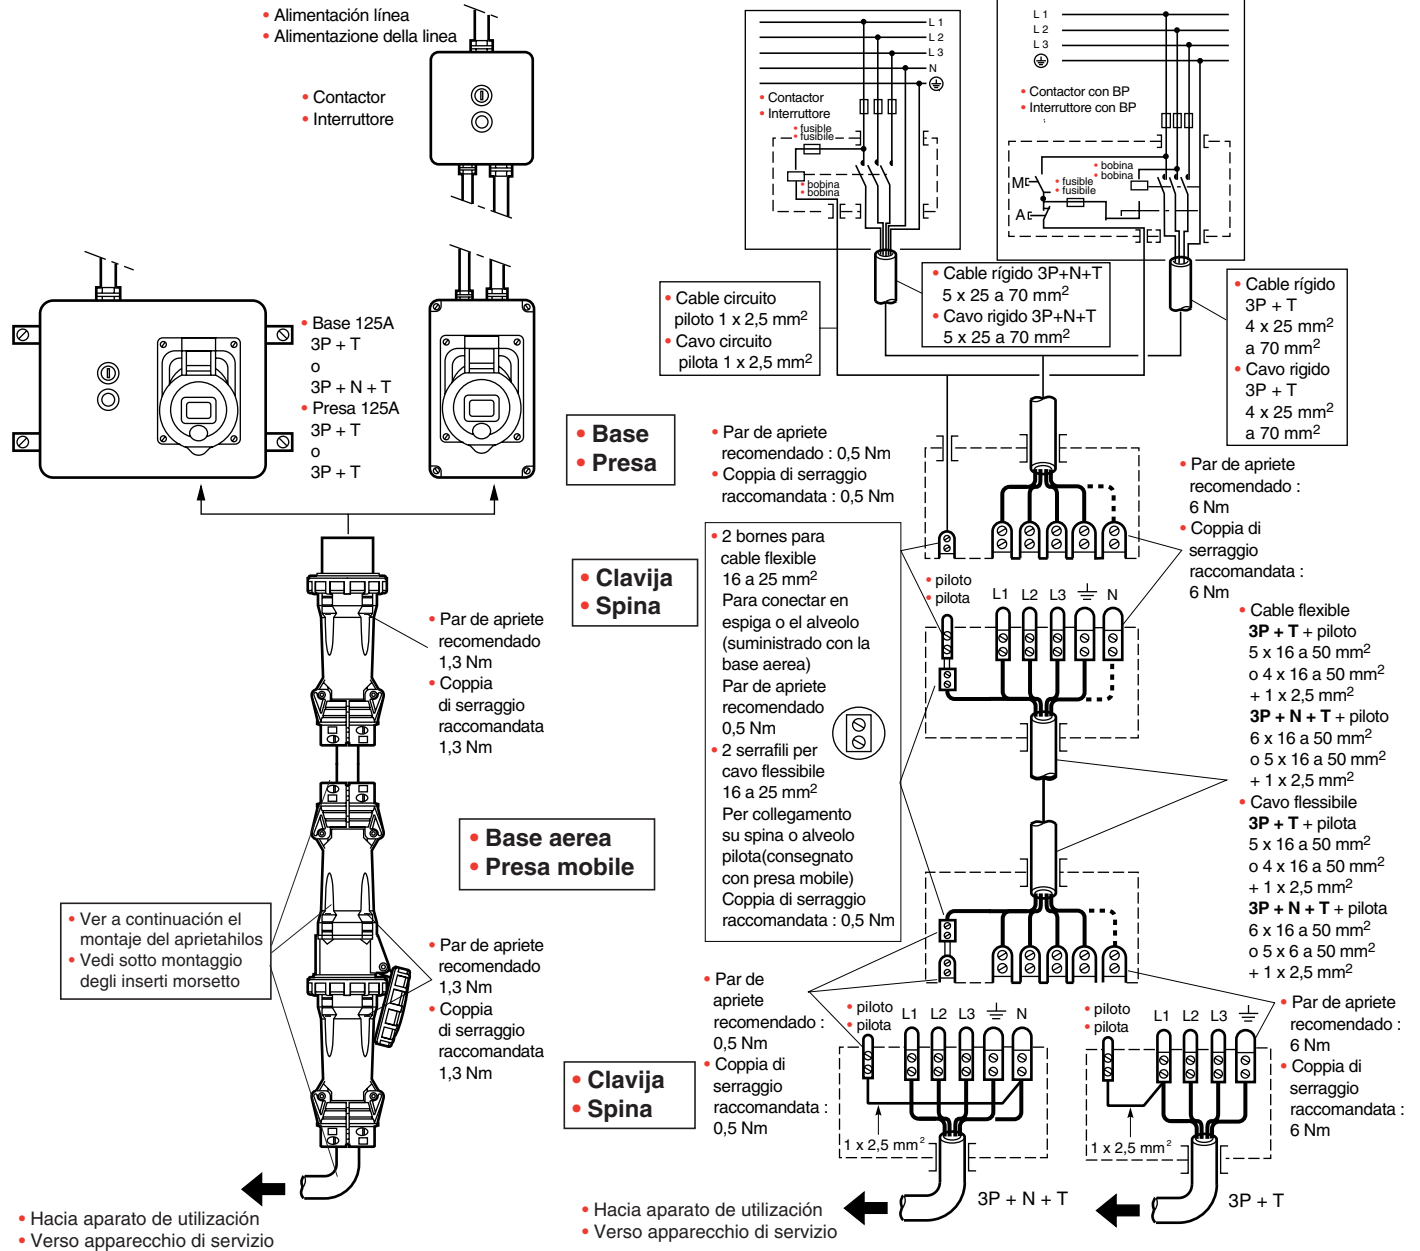 • Alimentación línea
• Alimentazione della linea
• Contactor
• Interruttore
• Base 125A
3P + T
o
3P + N + T
• Presa 125A
3P + T
o
3P + T
• Base
• Presa
• Clavija
• Spina
• Par de apriete
recomendado
1,3 Nm
• Coppia
di serraggio
raccomandata
1,3 Nm
• Base aerea
• Presa mobile
• Ver a continuación el
montaje del aprietahilos
• Vedi sotto montaggio
degli inserti morsetto
• Par de apriete
recomendado
1,3 Nm
• Coppia
di serraggio
raccomandata
1,3 Nm
• Clavija
• Spina
• Hacia aparato de utilización
• Verso apparecchio di servizio
L 1
L 2
L 3
N
• Contactor
• Interruttore
• fusible
• fusibile
• bobina
• bobina
L 1
L 2
L 3
• Contactor con BP
• Interruttore con BP
• bobina
• bobina
M
• fusible
• fusibile
A
• Cable circuito
piloto 1 x 2,5 mm²
• Cavo circuito
pilota 1 x 2,5 mm²
• Cable rígido 3P+N+T
5 x 25 a 70 mm²
• Cavo rigido 3P+N+T
5 x 25 a 70 mm²
• Cable rígido
3P + T
4 x 25 mm²
a 70 mm²
• Cavo rigido
3P + T
4 x 25 mm²
a 70 mm²
• Par de apriete
recomendado : 0,5 Nm
• Coppia di serraggio
raccomandata : 0,5 Nm
• Par de apriete
recomendado :
6 Nm
• Coppia di
serraggio
raccomandata :
6 Nm
• 2 bornes para
cable flexible
16 a 25 mm²
Para conectar en
espiga o el alveolo
(suministrado con la
base aerea)
Par de apriete
recomendado
0,5 Nm
• 2 serrafili per
cavo flessibile
16 a 25 mm²
Per collegamento
su spina o alveolo
pilota(consegnato
con presa mobile)
Coppia di serraggio
raccomandata : 0,5 Nm
• piloto
• pilota
L1 L2 L3 N
• Cable flexible
3P + T + piloto
5 x 16 a 50 mm²
o 4 x 16 a 50 mm²
+ 1 x 2,5 mm²
3P + N + T + piloto
6 x 16 a 50 mm²
o 5 x 16 a 50 mm²
+ 1 x 2,5 mm²
• Cavo flessibile
3P + T + pilota
5 x 16 a 50 mm²
o 4 x 16 a 50 mm²
+ 1 x 2,5 mm²
3P + N + T + pilota
6 x 16 a 50 mm²
o 5 x 6 a 50 mm²
+ 1 x 2,5 mm²
• Par de
apriete
recomendado :
0,5 Nm
• Coppia di
serraggio
raccomandata :
0,5 Nm
• piloto
• pilota
L1 L2 L3 N
1 x 2,5 mm²
3P + N + T
• piloto
• pilota
L1 L2 L3
1 x 2,5 mm²
3P + T
• Par de apriete
recomendado :
6 Nm
• Coppia di
serraggio
raccomandata :
6 Nm
• Hacia aparato de utilización
• Verso apparecchio di servizio